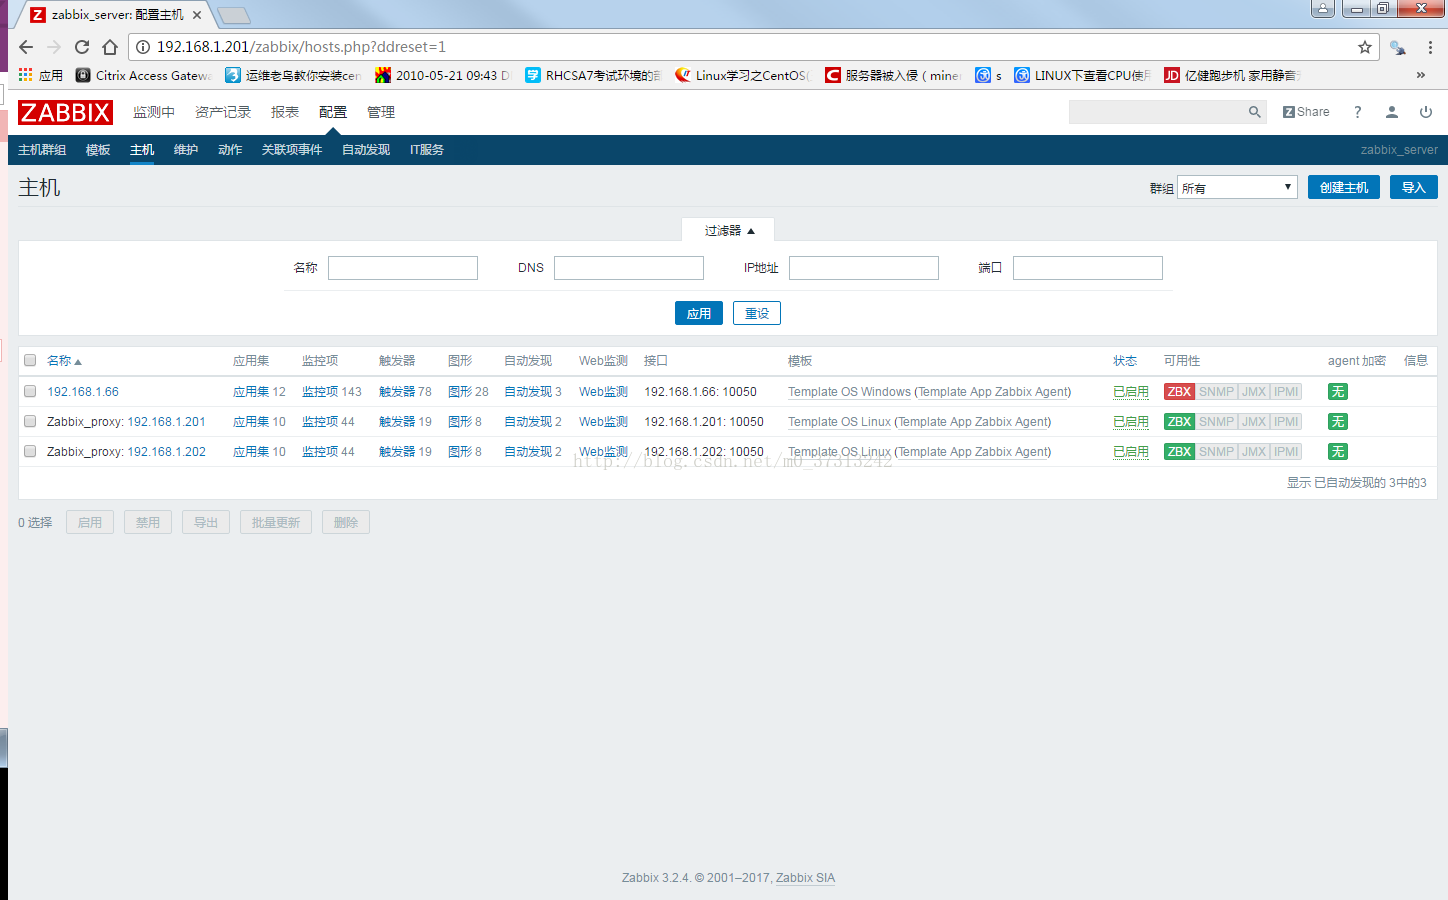 zabbix_server: 配置主机
192.168.1.201/zabbix/hosts.php?ddreset=1
应用 Citrix Access Gatewa 运维老鸟教你安装cen 2010-05-21 09:43 D RHCSA7考试环境的部 Linux学习之CentOS( 服务器被入侵（miner s LINUX下查看CPU使用 JD 亿健跑步机 家用静音 »
ZABBIX 监测中 资产记录 报表 配置 管理 Z Share ?
主机群组 模板 主机 维护 动作 关联项事件 自动发现 IT服务 zabbix_server
主机 群组 所有 创建主机 导入
过滤器
名称 DNS IP地址 端口
应用 重设
名称 应用集 监控项 触发器 图形 自动发现 Web监测 接口 模板 状态 可用性 agent 加密 信息
192.168.1.66 应用集 12 监控项 143 触发器 78 图形 28 自动发现 3 Web监测 192.168.1.66: 10050 Template OS Windows (Template App Zabbix Agent) 已启用 ZBX SNMP JMX IPMI 无
Zabbix_proxy: 192.168.1.201 应用集 10 监控项 44 触发器 19 图形 8 自动发现 2 Web监测 192.168.1.201: 10050 Template OS Linux (Template App Zabbix Agent) 已启用 ZBX SNMP JMX IPMI 无
Zabbix_proxy: 192.168.1.202 应用集 10 监控项 44 触发器 19 图形 8 自动发现 2 Web监测 192.168.1.202: 10050 Template OS Linux (Template App Zabbix Agent) 已启用 ZBX SNMP JMX IPMI 无
http://blog.csdn.net/m0_37313242
显示 已自动发现的 3中的3
0 选择 启用 禁用 导出 批量更新 删除
Zabbix 3.2.4. © 2001–2017, Zabbix SIA